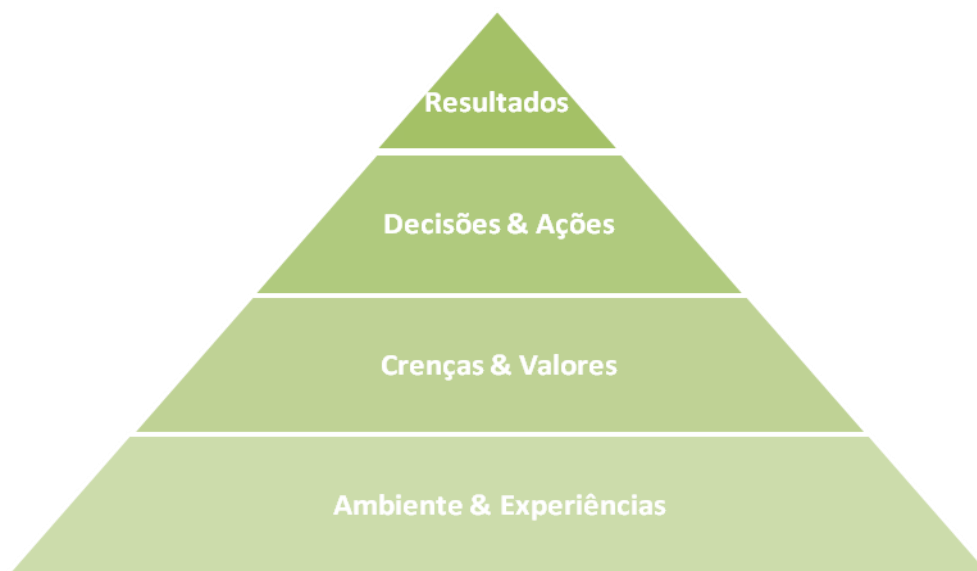 Resultados
Decisões & Ações
Crenças & Valores
Ambiente & Experiências